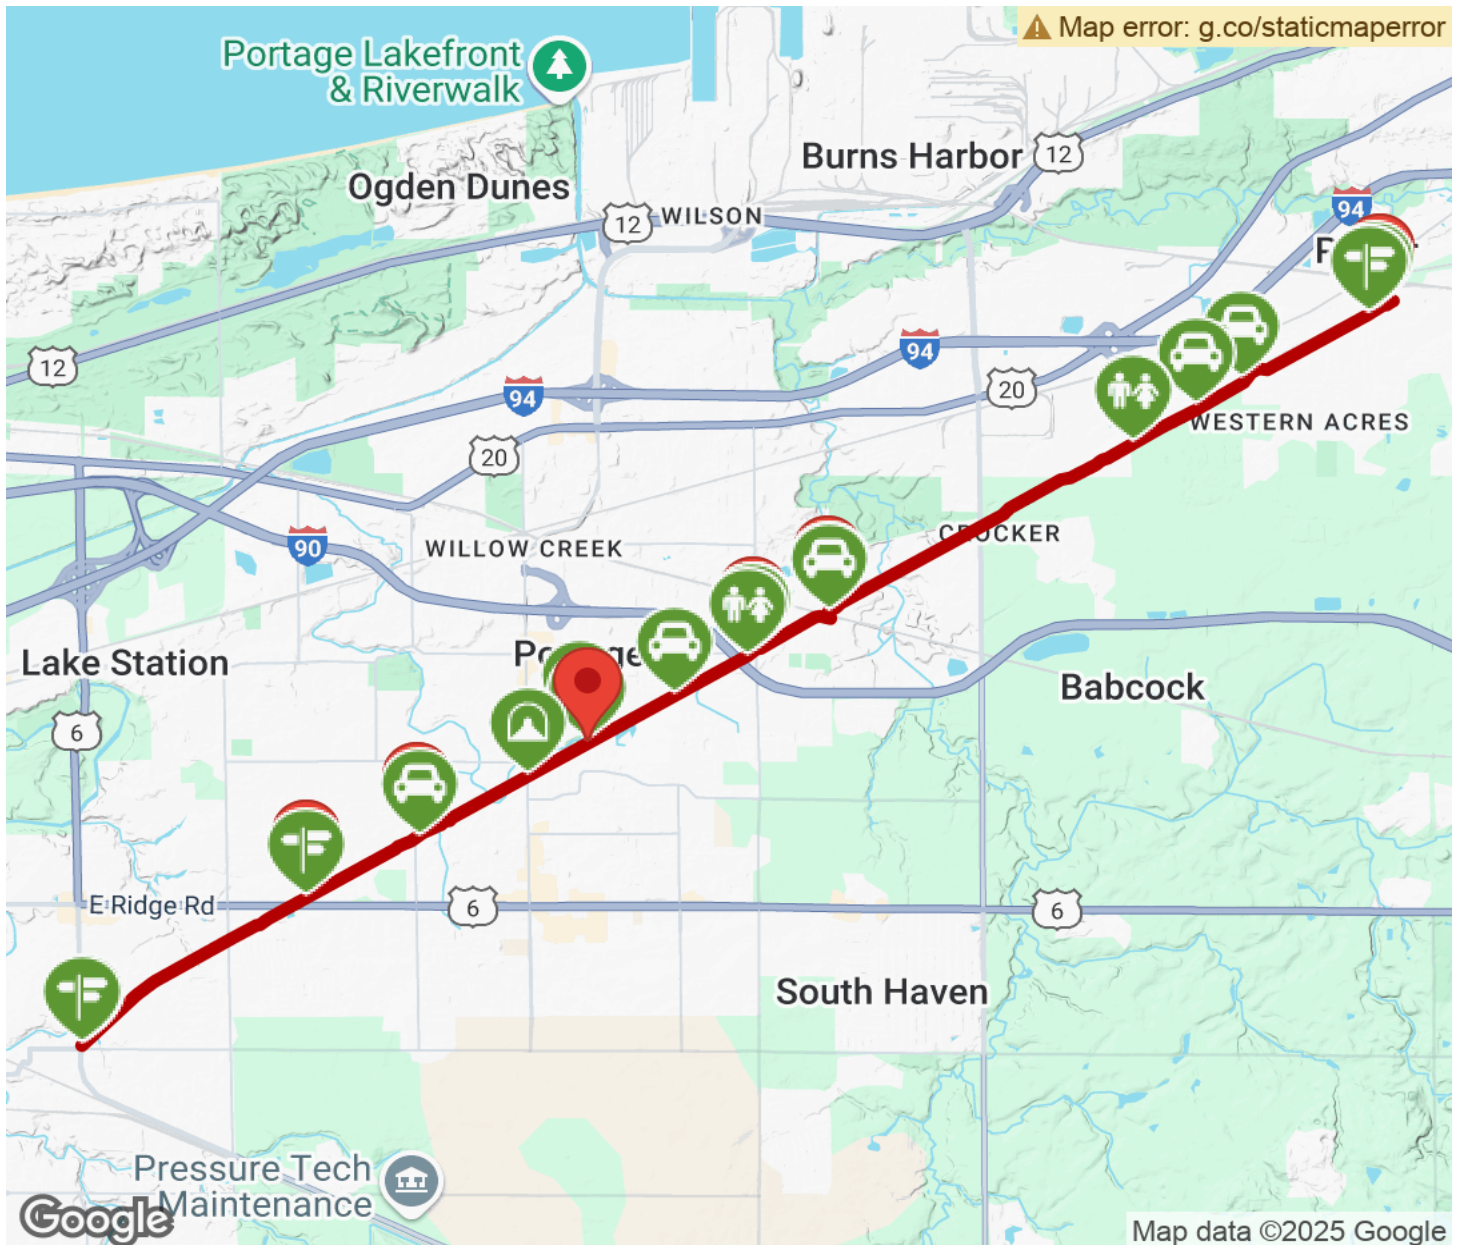 Map error: g.co/staticmaperror
Portage Lakefront
& Riverwalk
Burns Harbor
12
Ogden Dunes
12
WILSON
94
12
94
20
94
WESTERN ACRES
20
90
WILLOW CREEK
CROCKER
Lake Station
Babcock
6
E Ridge Rd
6
6
South Haven
Pressure Tech
Maintenance
Google
Map data ©2025 Google